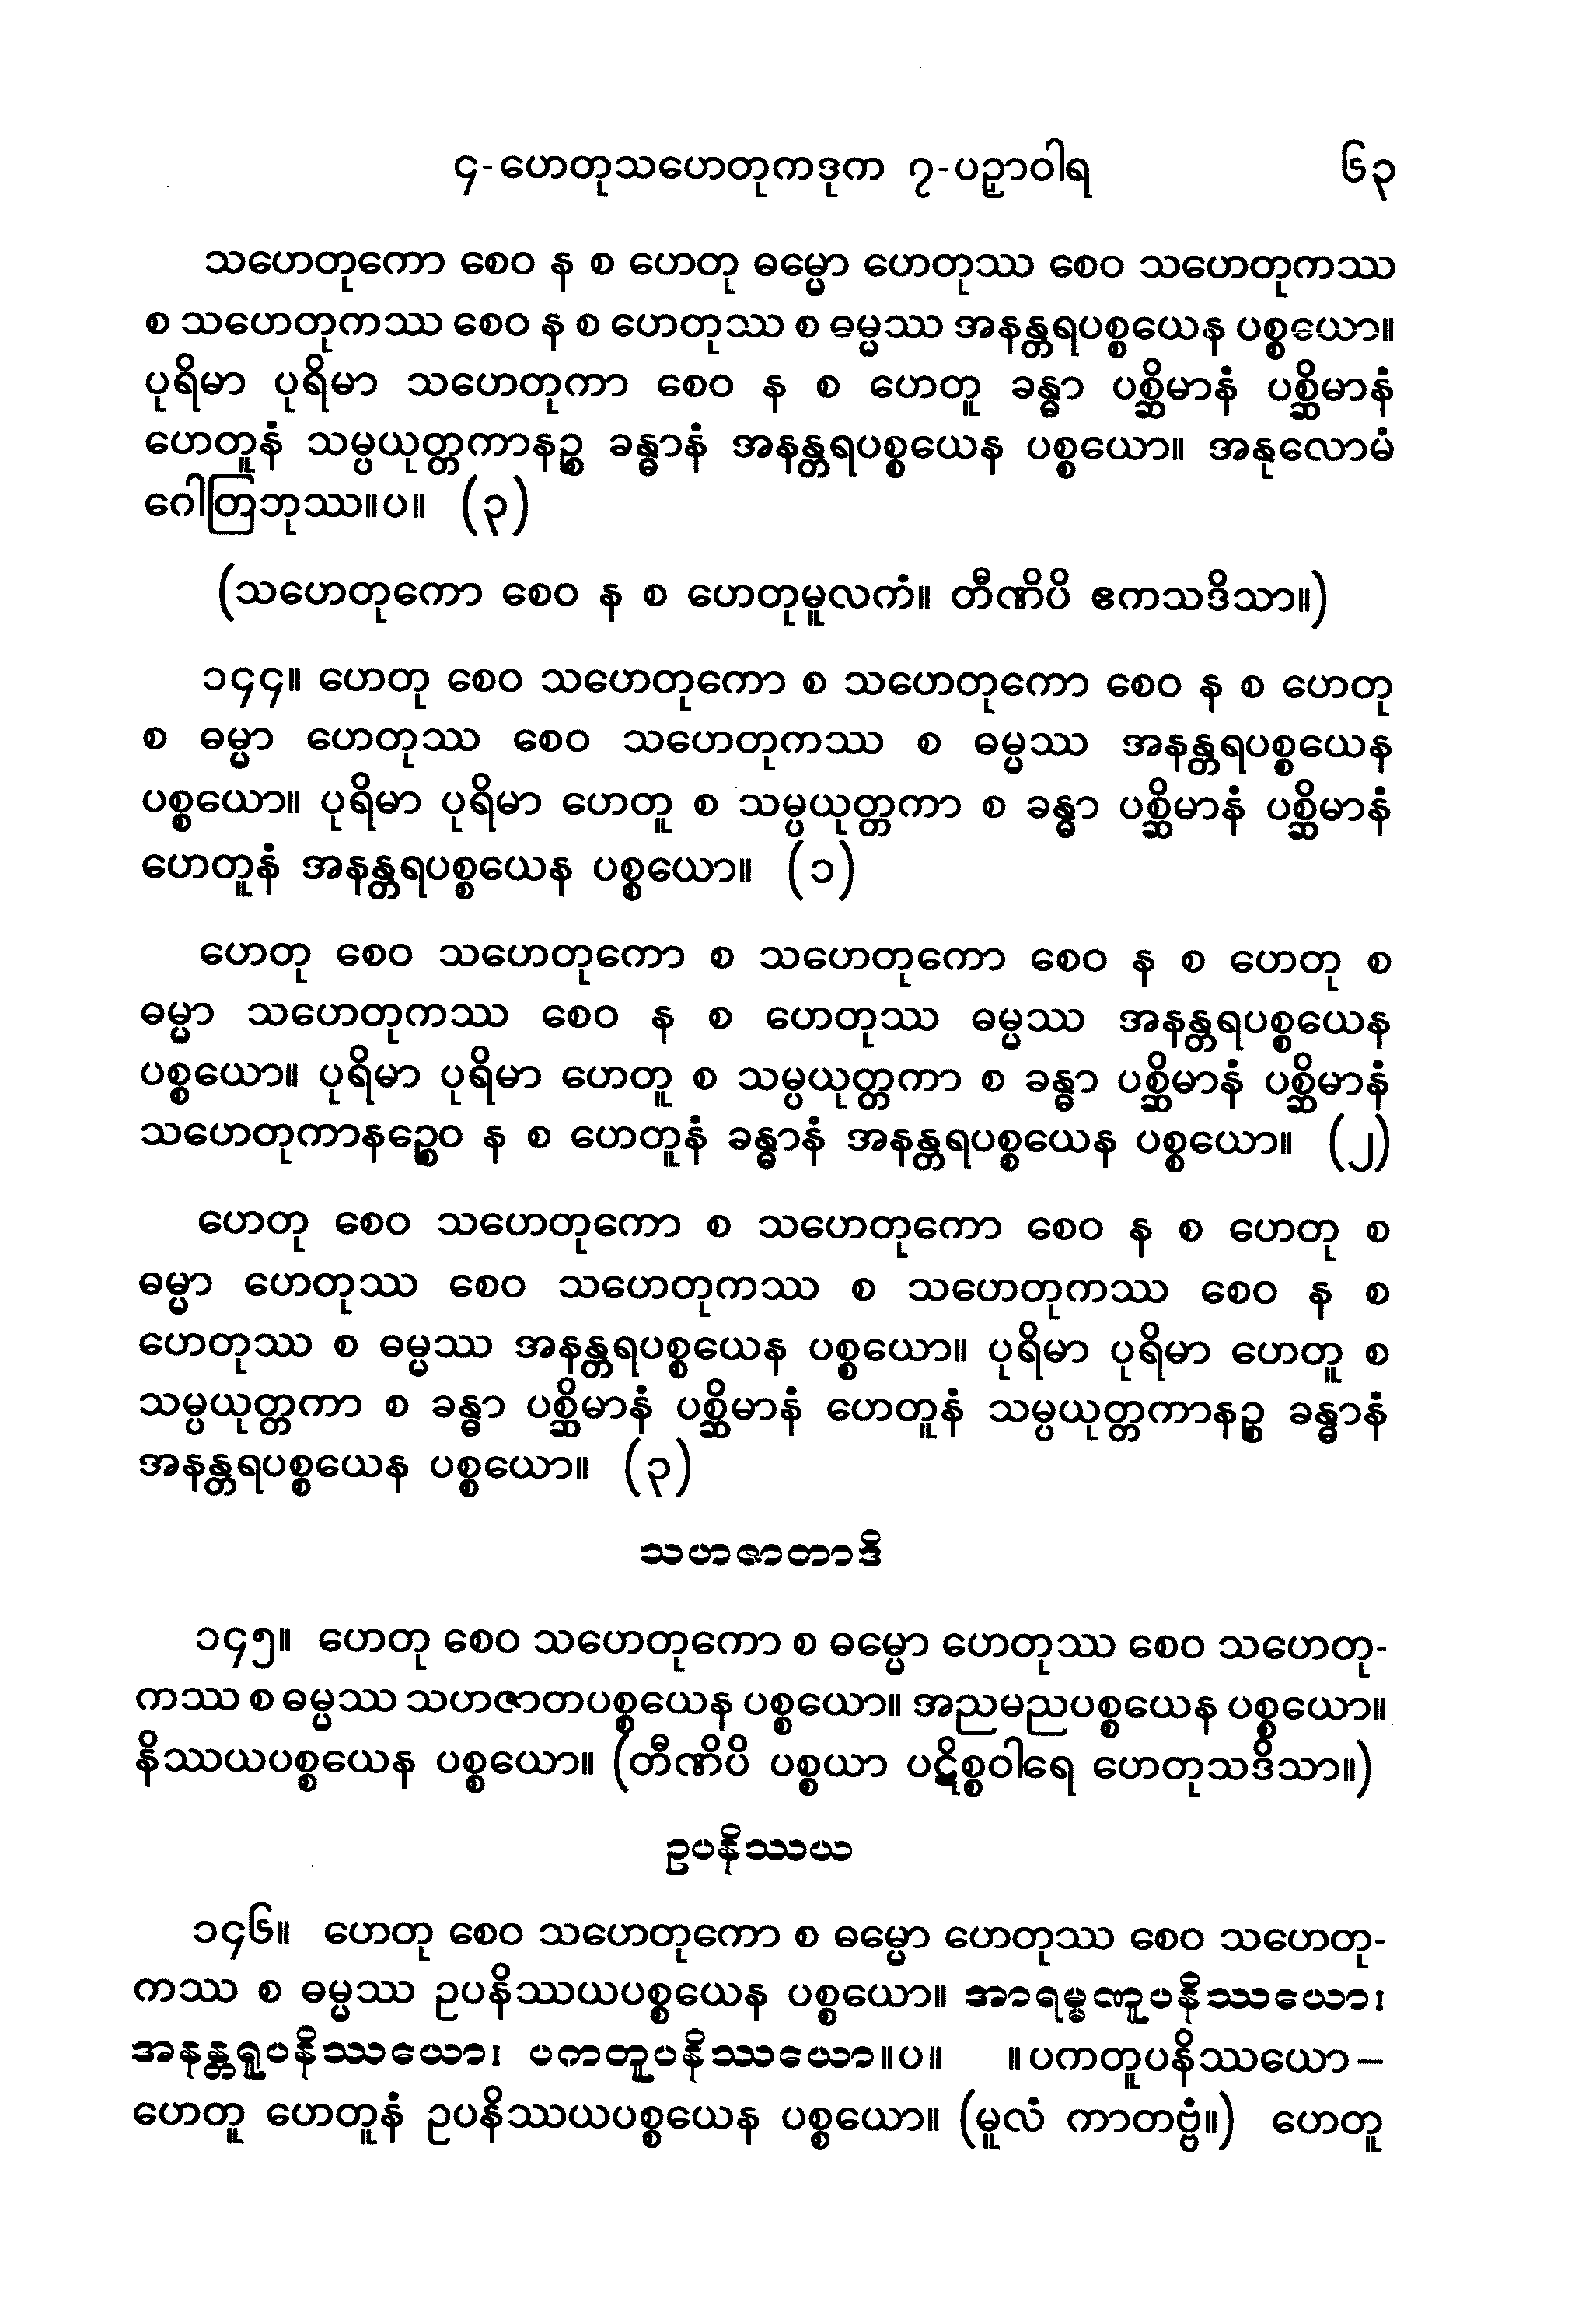 ၄-ဟေတုသဟေတုကဒုက ၇-ပဉှာဝါရ ၆၃
သဟေတုကော စေဝ န စ ဟေတု ဓမ္မော ဟေတုဿ စေဝ သဟေတုကဿ
စ သဟေတုကဿ စေဝ န စ ဟေတုဿ စ ဓမ္မဿ အနန္တရပစ္စယေန ပစ္စယော။
ပုရိမာ ပုရိမာ သဟေတုကာ စေဝ န စ ဟေတူ ခန္ဓာ ပစ္ဆိမာနံ ပစ္ဆိမာနံ
ဟေတူနံ သမ္ပယုတ္တကာနဉ္စ ခန္ဓာနံ အနန္တရပစ္စယေန ပစ္စယော။ အနုလောမံ
ဂေါတြဘုဿ။ပ။ (၃)
(သဟေတုကော စေဝ န စ ဟေတုမူလကံ။ တီဏိပိ ဧကသဒိသာ။)
၁၄၄။ ဟေတု စေဝ သဟေတုကော စ သဟေတုကော စေဝ န စ ဟေတု
စ ဓမ္မာ ဟေတုဿ စေဝ သဟေတုကဿ စ ဓမ္မဿ အနန္တရပစ္စယေန
ပစ္စယော။ ပုရိမာ ပုရိမာ ဟေတူ စ သမ္ပယုတ္တကာ စ ခန္ဓာ ပစ္ဆိမာနံ ပစ္ဆိမာနံ
ဟေတူနံ အနန္တရပစ္စယေန ပစ္စယော။ (၁)
ဟေတု စေဝ သဟေတုကော စ သဟေတုကော စေဝ န စ ဟေတု စ
ဓမ္မာ သဟေတုကဿ စေဝ န စ ဟေတုဿ ဓမ္မဿ အနန္တရပစ္စယေန
ပစ္စယော။ ပုရိမာ ပုရိမာ ဟေတူ စ သမ္ပယုတ္တကာ စ ခန္ဓာ ပစ္ဆိမာနံ ပစ္ဆိမာနံ
သဟေတုကာနဉ္စေဝ န စ ဟေတူနံ ခန္ဓာနံ အနန္တရပစ္စယေန ပစ္စယော။ (၂)
ဟေတု စေဝ သဟေတုကော စ သဟေတုကော စေဝ န စ ဟေတု စ
ဓမ္မာ ဟေတုဿ စေဝ သဟေတုကဿ စ သဟေတုကဿ စေဝ န စ
ဟေတုဿ စ ဓမ္မဿ အနန္တရပစ္စယေန ပစ္စယော။ ပုရိမာ ပုရိမာ ဟေတူ စ
သမ္ပယုတ္တကာ စ ခန္ဓာ ပစ္ဆိမာနံ ပစ္ဆိမာနံ ဟေတူနံ သမ္ပယုတ္တကာနဉ္စ ခန္ဓာနံ
အနန္တရပစ္စယေန ပစ္စယော။ (၃)
သဟဇာတာဒိ
၁၄၅။ ဟေတု စေဝ သဟေတုကော စ ဓမ္မော ဟေတုဿ စေဝ သဟေတု-
ကဿ စ ဓမ္မဿ သဟဇာတပစ္စယေန ပစ္စယော။ အညမညပစ္စယေန ပစ္စယော။
နိဿယပစ္စယေန ပစ္စယော။ (တီဏိပိ ပစ္စယာ ပဋိစ္စဝါရေ ဟေတုသဒိသာ။)
ဥပနိဿယ
၁၄၆။ ဟေတု စေဝ သဟေတုကော စ ဓမ္မော ဟေတုဿ စေဝ သဟေတု-
ကဿ စ ဓမ္မဿ ဥပနိဿယပစ္စယေန ပစ္စယော။ အာရမ္မဏူပနိဿယော၊
အနန္တရူပနိဿယော၊ ပကတူပနိဿယော။ပ။ ။ပကတူပနိဿယော –
ဟေတူ ဟေတူနံ ဥပနိဿယပစ္စယေန ပစ္စယော။ (မူလံ ကာတဗ္ဗံ။) ဟေတူ